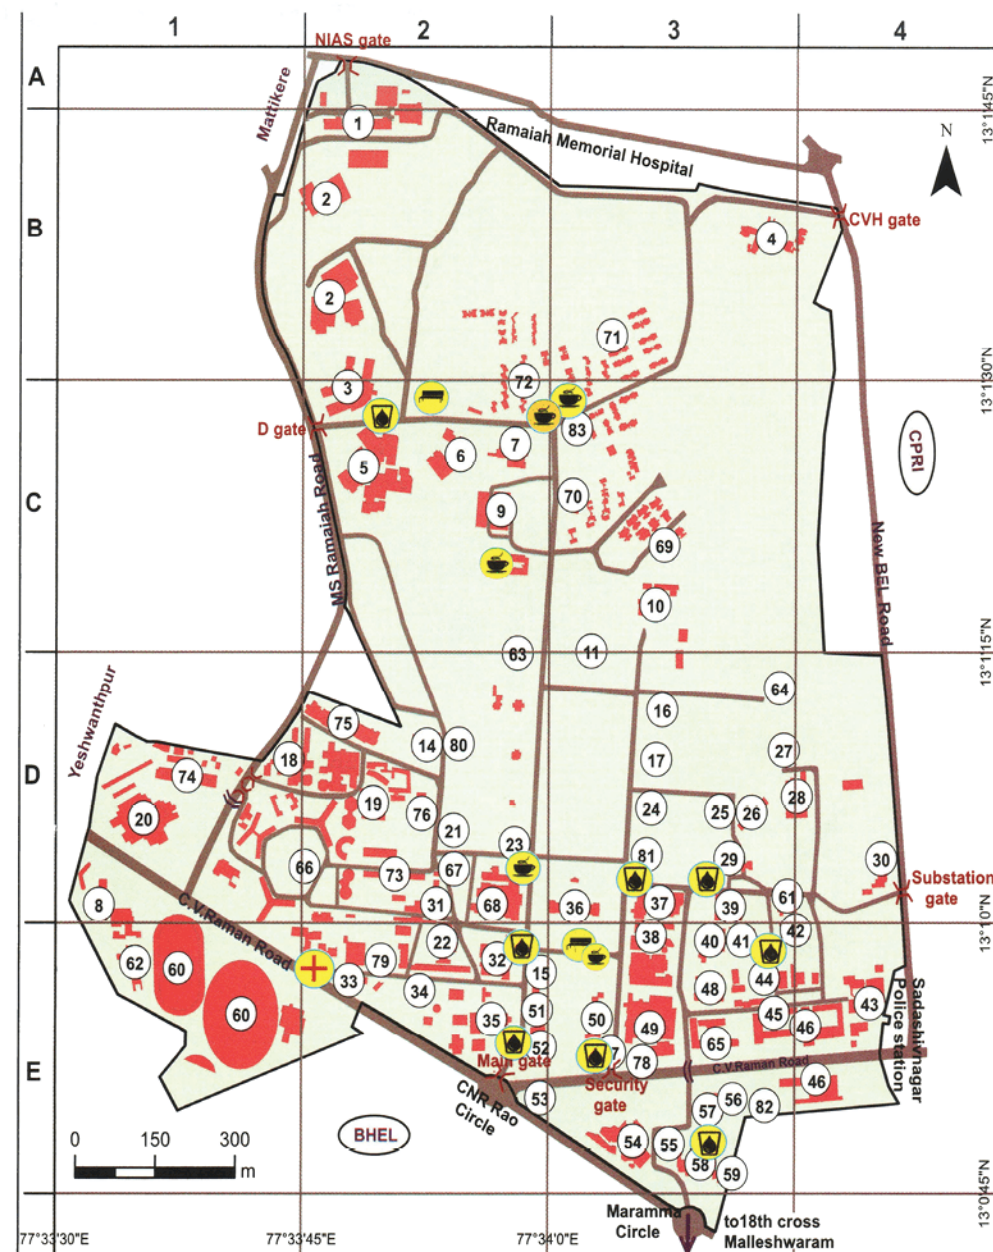 1 2 3 4
NIAS gate
A
Mattikere
13°1'45"N
1
Ramaiah Memorial Hospital
N
2
B
CVH gate
4
2
71
13°1'30"N
3
72
D gate
83
7
6
5
CPRI
C
70
9
MS Ramaiah Road
69
New BEL Road
10
63
11
13°1'15"N
64
16
Yeshwanthpur
75
14 80
27
18
17
D
74
28
19
76
24
25 26
20
21
23
81
29
30
66
67
73
Substation
gate
8
31
68
36
37
39
61
13°1'10"N
C.V.Raman Road
22
38
40 41
42
62
60
79
32
15
33
34
48
44
43
Sadashivnagar
Police station
60
35
51
50
49
45
46
65
52
7
78
E
Main gate
C.V.Raman Road
46
Security
gate
CNR Rao
Circle
53
56
82
57
0 150 300
m
BHEL
54
55
58
59
Maramma
Circle
to18th cross
Malleshwaram
13°0'45"N
77°33'30"E 77°33'45"E 77°34'0"E